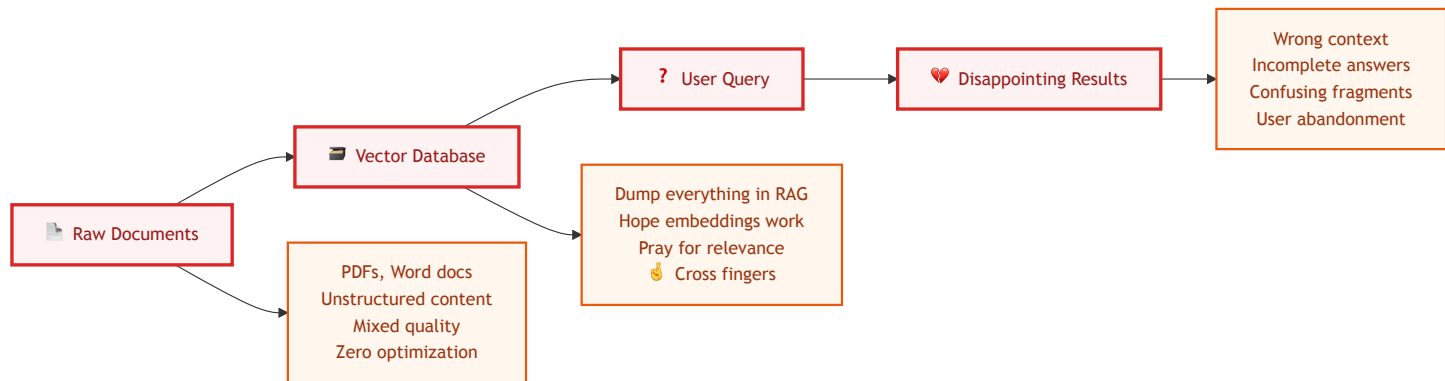 📄 Raw Documents
PDFs, Word docs
Unstructured content
Mixed quality
Zero optimization
🗃️ Vector Database
Dump everything in RAG
Hope embeddings work
Pray for relevance
🤞 Cross fingers
❓ User Query
💔 Disappointing Results
Wrong context
Incomplete answers
Confusing fragments
User abandonment